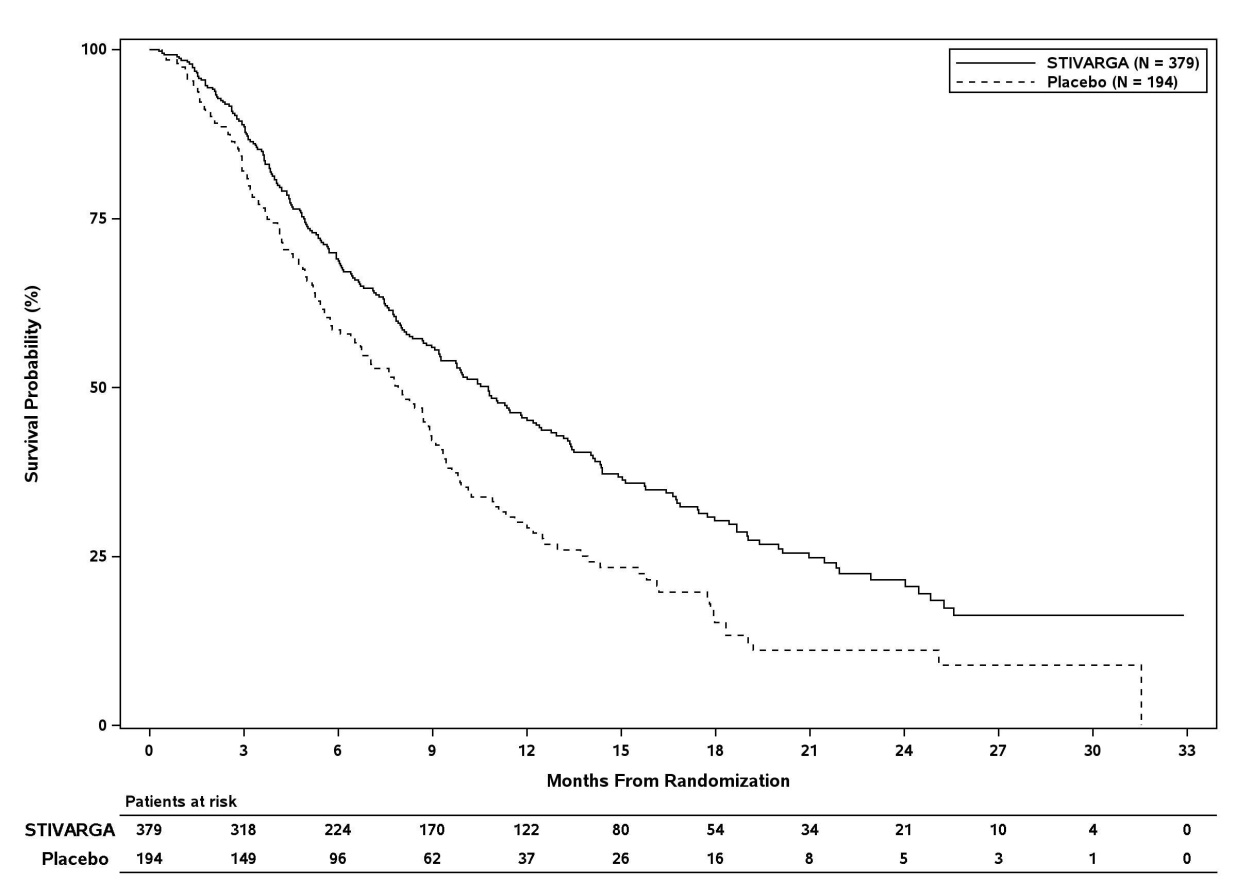 STIVARGA (N = 379)
Placebo (N = 194)
Survival Probability (%)
100
75
50
25
0
0 3 6 9 12 15 18 21 24 27 30 33
Months From Randomization
Patients at risk
STIVARGA 379 318 224 170 122 80 54 34 21 10 4 0
Placebo 194 149 96 62 37 26 16 8 5 3 1 0